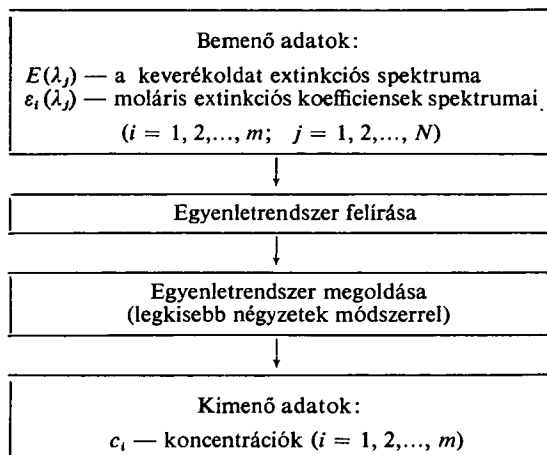 Bemenő adatok:
E(λⱼ) — a keverékoldat extinkciós spektruma
εᵢ(λⱼ) — moláris extinkciós koefficiensek spektrumai
(i = 1, 2,..., m; j = 1, 2,..., N)
Egyenletrendszer felírása
Egyenletrendszer megoldása
(legkisebb négyzetek módszerrel)
Kimenő adatok:
cᵢ — koncentrációk (i = 1, 2,..., m)